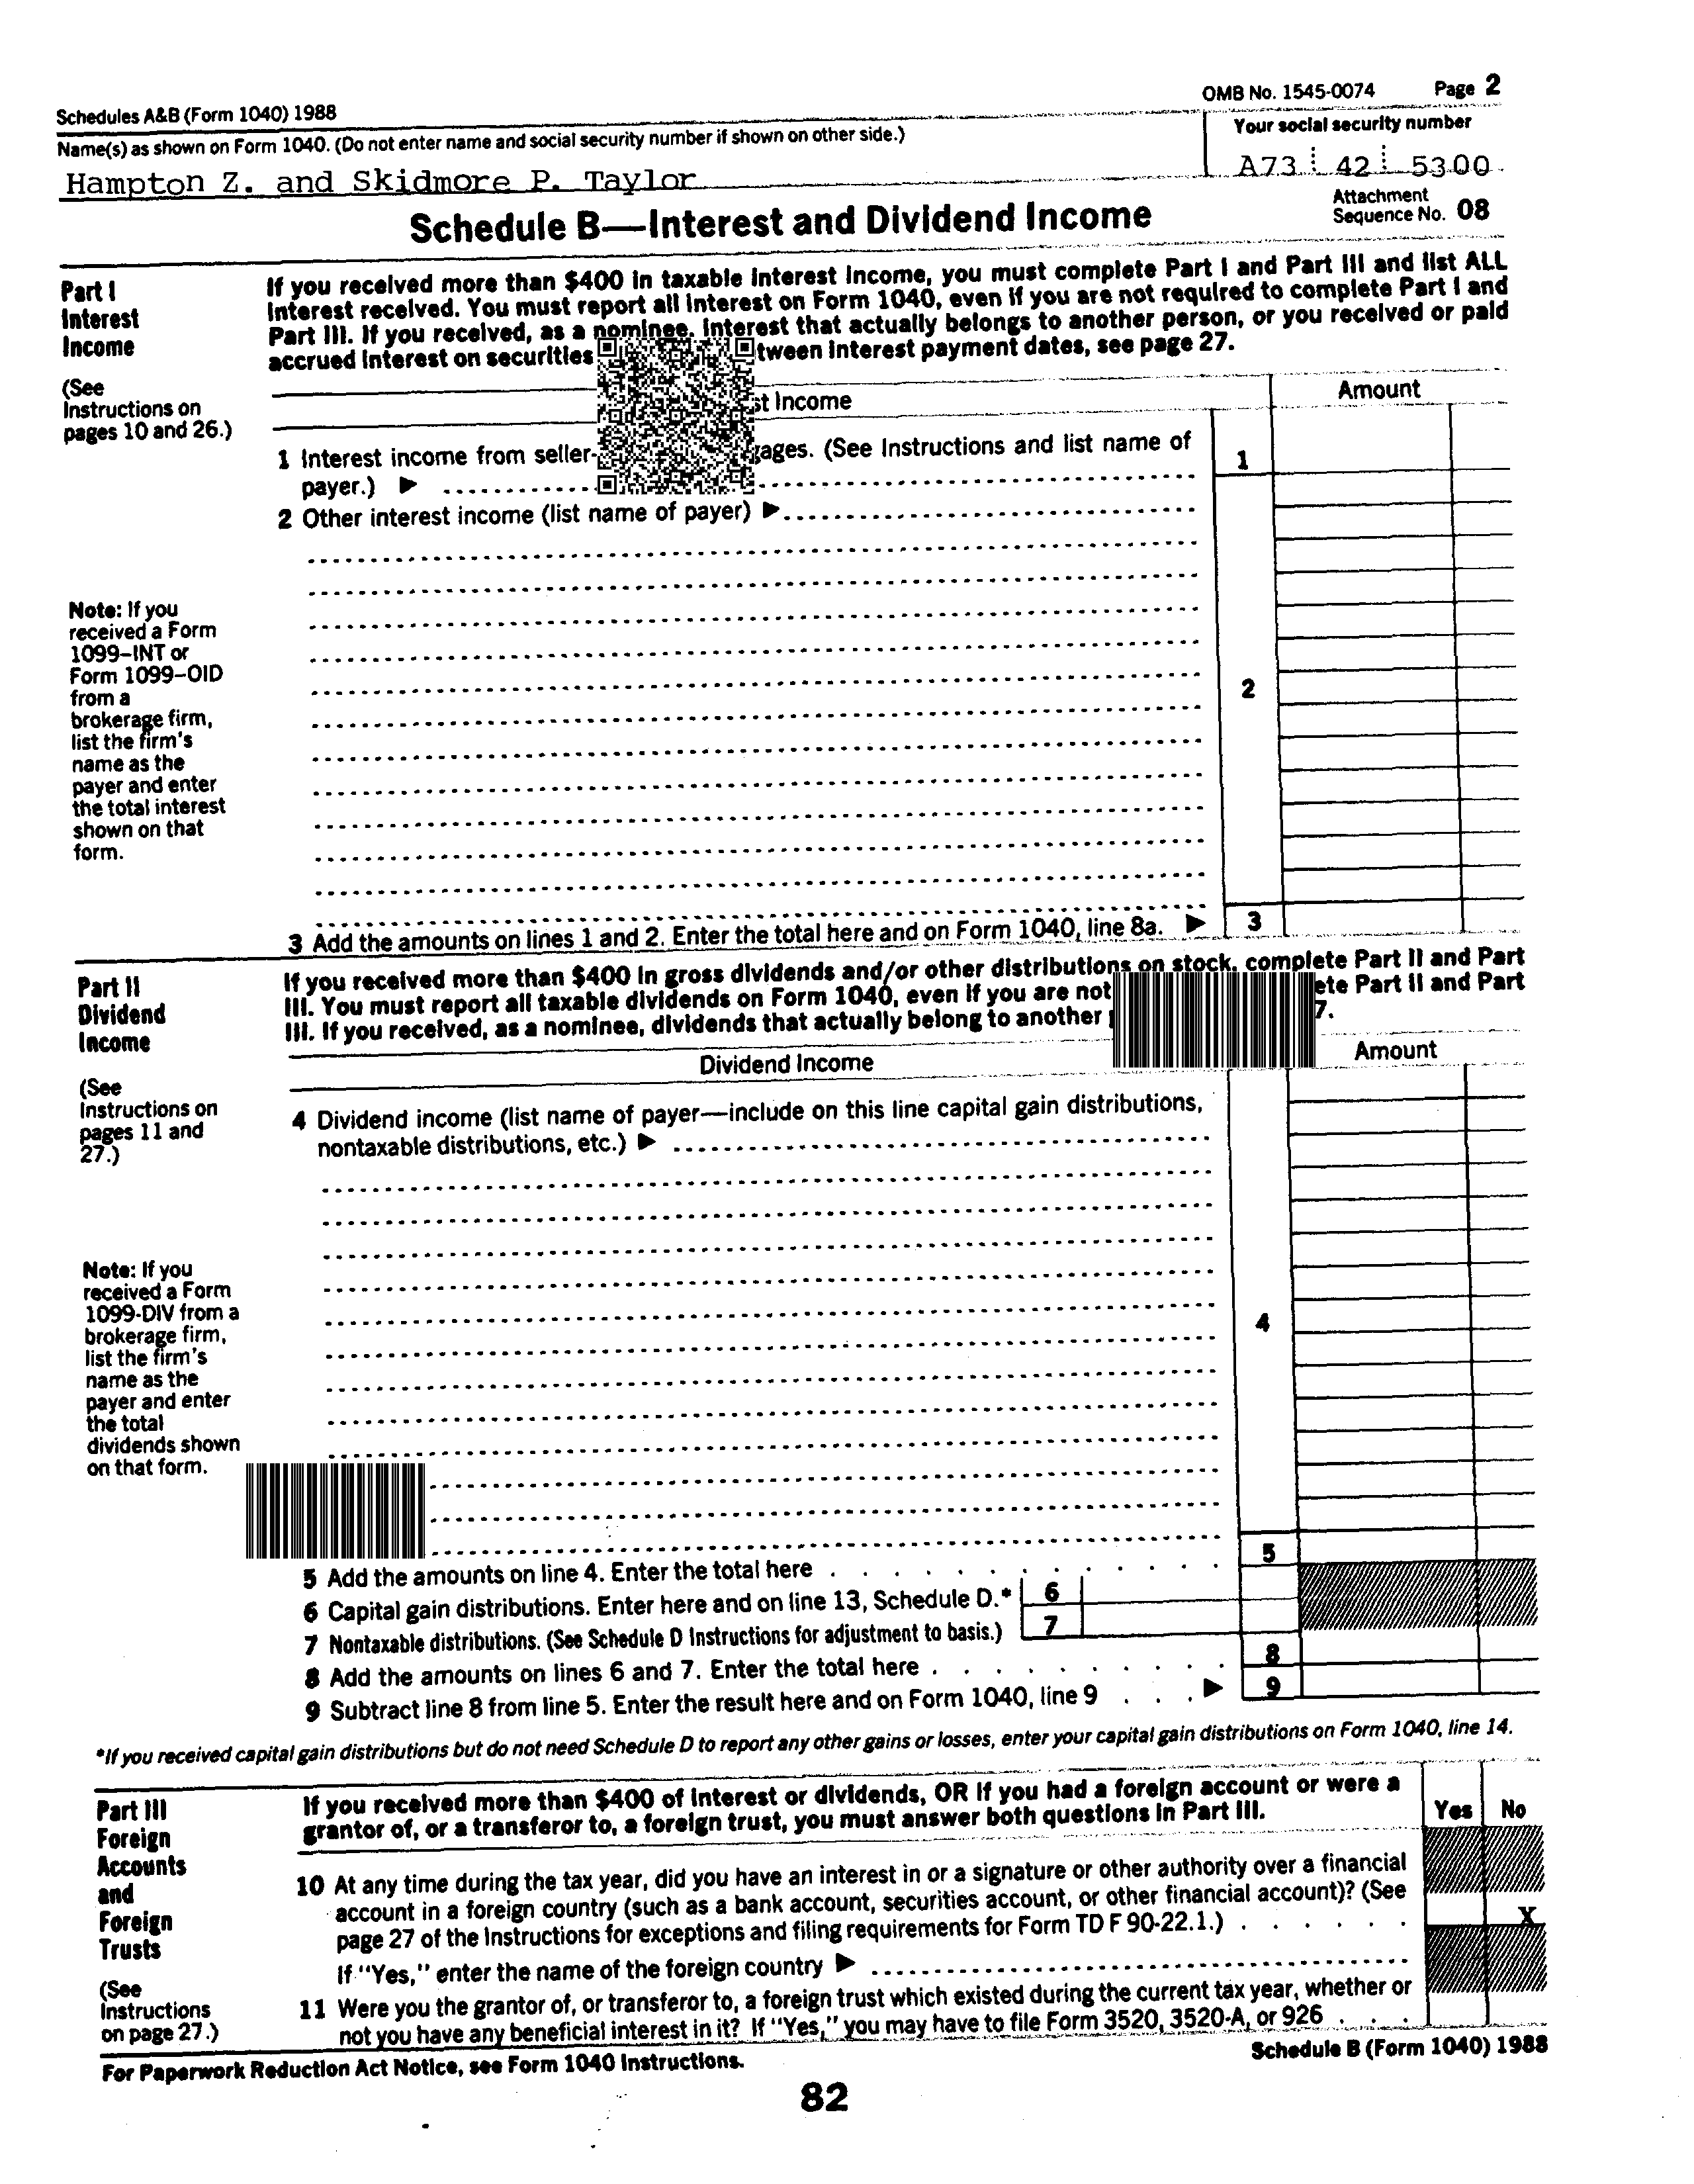 Schedules A&B (Form 1040) 1988
OMB No. 1545-0074 Page 2
Name(s) as shown on Form 1040. (Do not enter name and social security number if shown on other side.)
Your social security number
Hampton Z. and Skidmore P. Taylor
A73 42 5300
Schedule B—Interest and Dividend Income
Attachment
Sequence No. 08
Part I
Interest
Income
(See
Instructions on
pages 10 and 26.)
If you received more than $400 in taxable interest income, you must complete Part I and Part III and list ALL
interest received. You must report all interest on Form 1040, even if you are not required to complete Part I and
Part III. If you received, as a nominee, interest that actually belongs to another person, or you received or paid
accrued interest on securities tween interest payment dates, see page 27.
st Income
Amount
1 Interest income from seller- gages. (See Instructions and list name of
payer.) ▶
1
2 Other interest income (list name of payer) ▶
Note: If you
received a Form
1099–INT or
Form 1099–OID
from a
brokerage firm,
list the firm's
name as the
payer and enter
the total interest
shown on that
form.
2
3 Add the amounts on lines 1 and 2. Enter the total here and on Form 1040, line 8a. ▶ 3
Part II
Dividend
Income
(See
Instructions on
pages 11 and
27.)
If you received more than $400 in gross dividends and/or other distributions on stock, complete Part II and Part
III. You must report all taxable dividends on Form 1040, even if you are not ete Part II and Part
III. If you received, as a nominee, dividends that actually belong to another 7.
Dividend Income
Amount
4 Dividend income (list name of payer—include on this line capital gain distributions,
nontaxable distributions, etc.) ▶
Note: If you
received a Form
1099-DIV from a
brokerage firm,
list the firm's
name as the
payer and enter
the total
dividends shown
on that form.
4
5 Add the amounts on line 4. Enter the total here . . . . . . . . . . 5
6 Capital gain distributions. Enter here and on line 13, Schedule D.* 6
7 Nontaxable distributions. (See Schedule D Instructions for adjustment to basis.) 7
8 Add the amounts on lines 6 and 7. Enter the total here . . . . . . . . . . 8
9 Subtract line 8 from line 5. Enter the result here and on Form 1040, line 9 . . . ▶ 9
*If you received capital gain distributions but do not need Schedule D to report any other gains or losses, enter your capital gain distributions on Form 1040, line 14.
Part III
Foreign
Accounts
and
Foreign
Trusts
(See
Instructions
on page 27.)
If you received more than $400 of interest or dividends, OR if you had a foreign account or were a
grantor of, or a transferor to, a foreign trust, you must answer both questions in Part III.
Yes No
10 At any time during the tax year, did you have an interest in or a signature or other authority over a financial
account in a foreign country (such as a bank account, securities account, or other financial account)? (See
page 27 of the Instructions for exceptions and filing requirements for Form TD F 90-22.1.) . . . . . . X
If "Yes," enter the name of the foreign country ▶
11 Were you the grantor of, or transferor to, a foreign trust which existed during the current tax year, whether or
not you have any beneficial interest in it? If "Yes," you may have to file Form 3520, 3520-A, or 926 . . .
For Paperwork Reduction Act Notice, see Form 1040 Instructions.
Schedule B (Form 1040) 1988
82